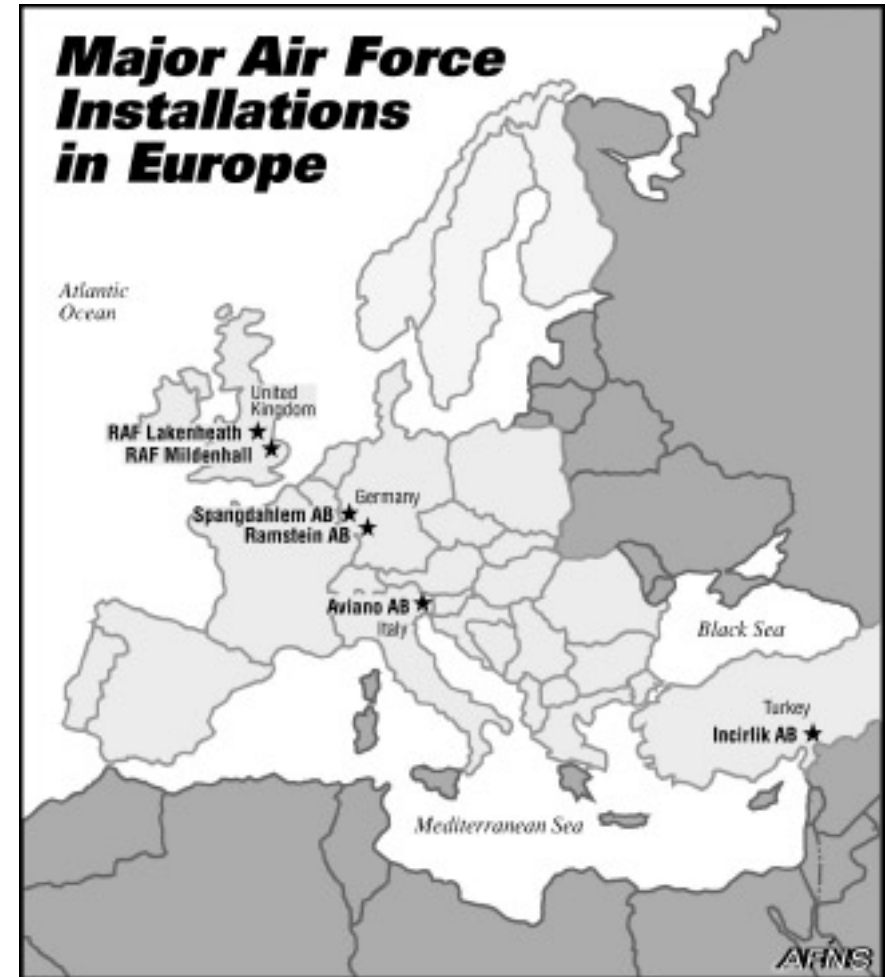 Major Air Force
Installations
in Europe
Atlantic
Ocean
United
Kingdom
RAF Lakenheath
RAF Mildenhall
Germany
Spangdahlem AB
Ramstein AB
Aviano AB
Italy
Black Sea
Turkey
Incirlik AB
Mediterranean Sea
AFNS